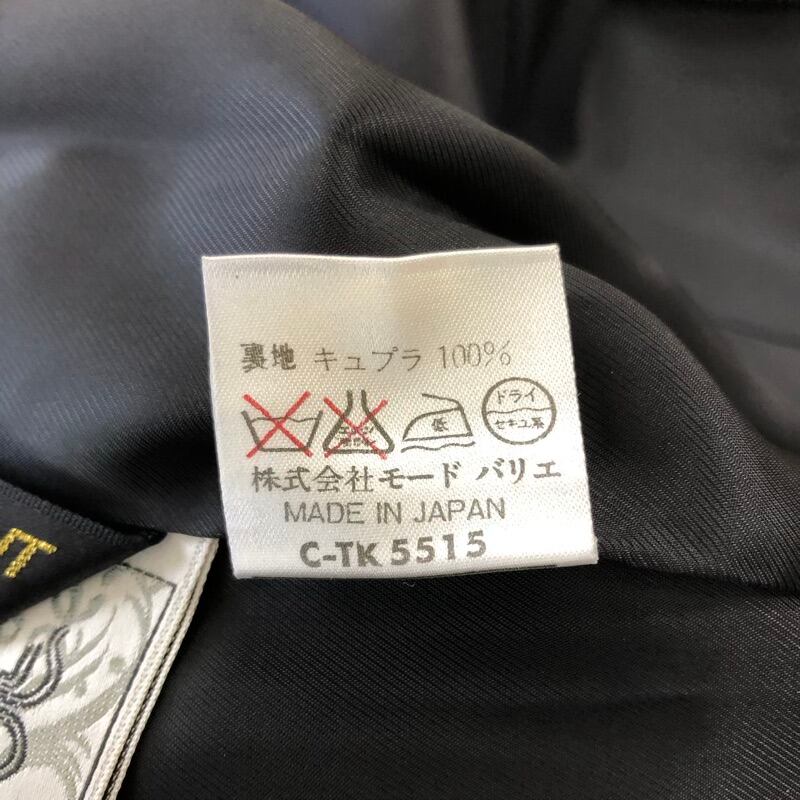 裏地 キュプラ 100%
低
ドライ
セキユ系
株式会社モード バリエ
MADE IN JAPAN
C-TK 5515